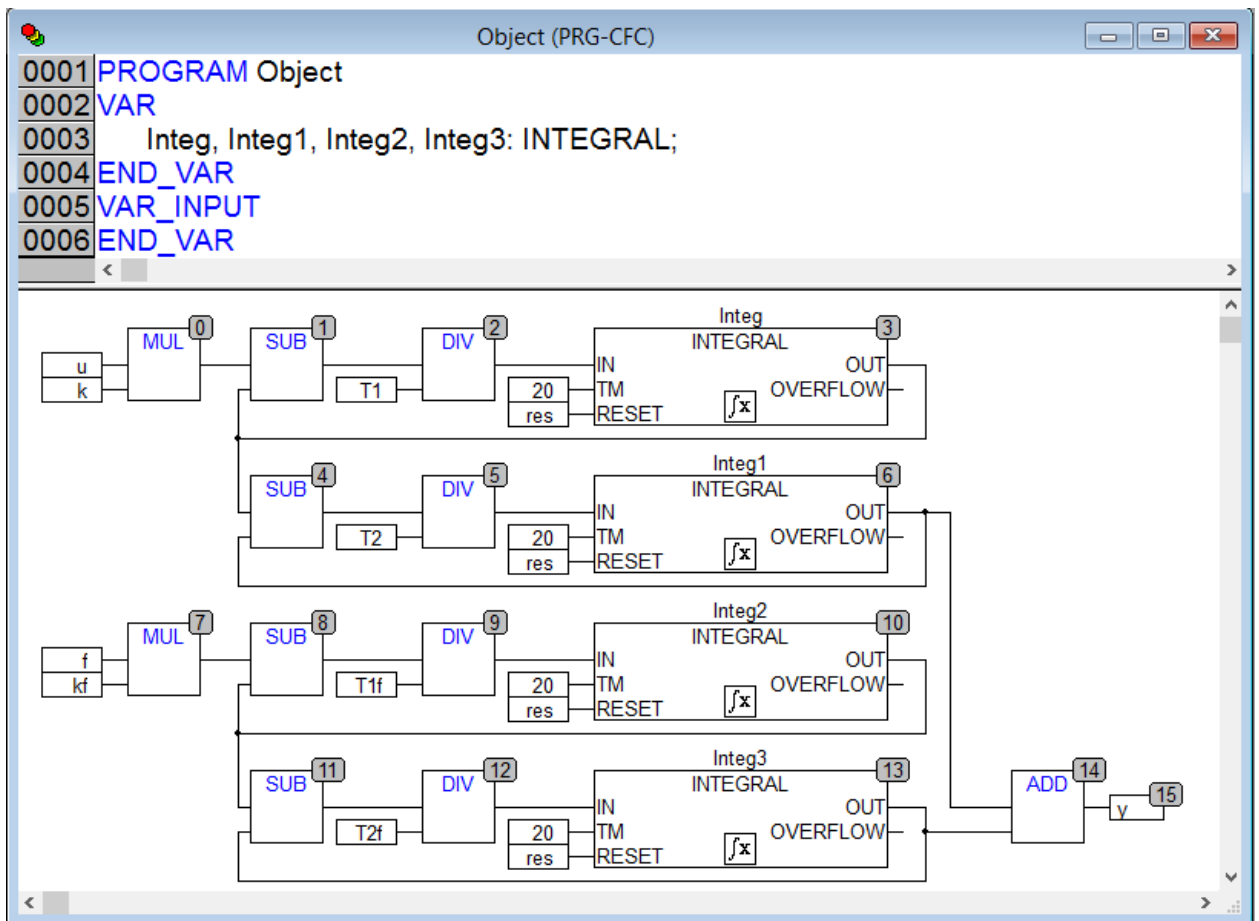 Object (PRG-CFC)
0001 PROGRAM Object
0002 VAR
0003 Integ, Integ1, Integ2, Integ3: INTEGRAL;
0004 END_VAR
0005 VAR_INPUT
0006 END_VAR
Integ
MUL 0 SUB 1 DIV 2 INTEGRAL 3
u IN OUT
k T1 20 TM OVERFLOW
res RESET ∫x
Integ1
SUB 4 DIV 5 INTEGRAL 6
IN OUT
T2 20 TM OVERFLOW
res RESET ∫x
Integ2
MUL 7 SUB 8 DIV 9 INTEGRAL 10
f IN OUT
kf T1f 20 TM OVERFLOW
res RESET ∫x
Integ3
SUB 11 DIV 12 INTEGRAL 13 ADD 14
IN OUT y 15
T2f 20 TM OVERFLOW
res RESET ∫x